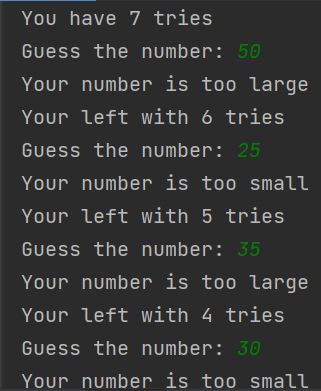 You have 7 tries
Guess the number: 50
Your number is too large
Your left with 6 tries
Guess the number: 25
Your number is too small
Your left with 5 tries
Guess the number: 35
Your number is too large
Your left with 4 tries
Guess the number: 30
Your number is too small